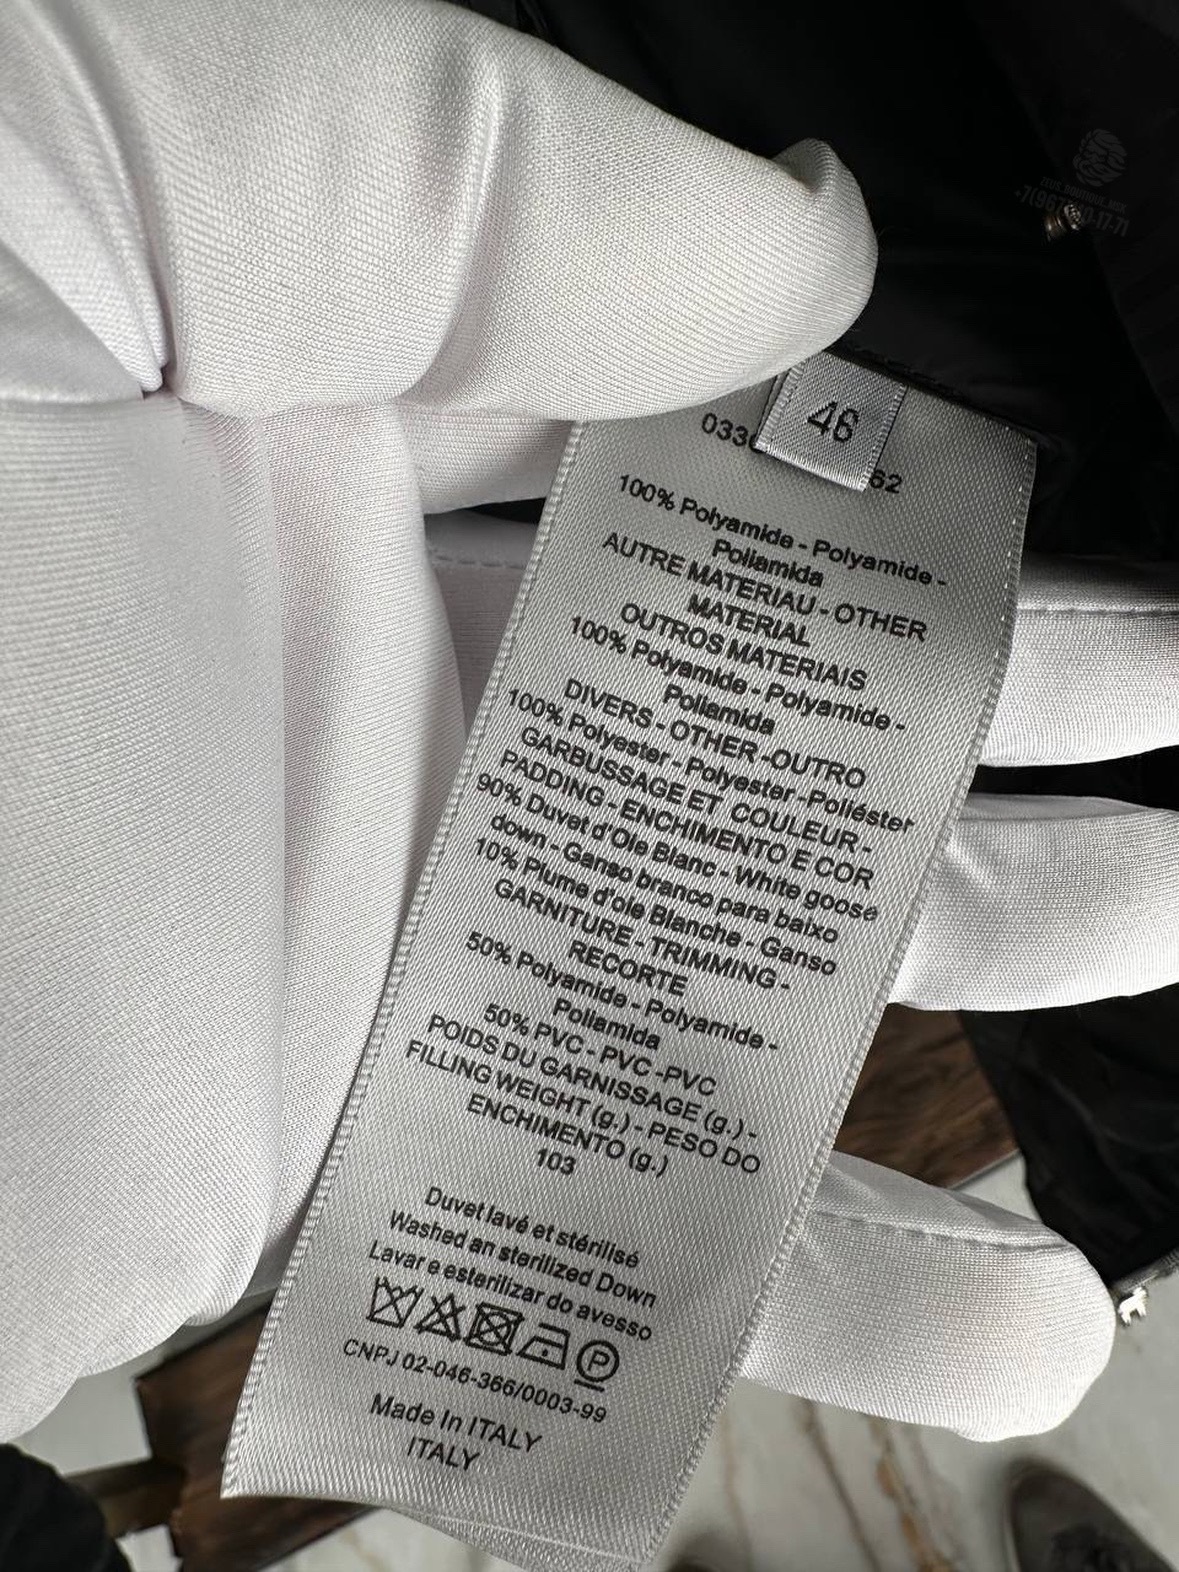 ZEUS_BOUTIQUE_MSK
46
100% Polyamide - Polyamide -
Poliamida
AUTRE MATERIAU - OTHER
MATERIAL
OUTROS MATERIAIS
100% Polyamide - Polyamide -
Poliamida
DIVERS - OTHER -OUTRO
100% Polyester - Polyester -Poliéster
GARBUSSAGE ET COULEUR -
PADDING - ENCHIMENTO E COR
90% Duvet d'Oie Blanc - White goose
down - Ganso branco para baixo
10% Plume d'oie Blanche - Ganso
GARNITURE - TRIMMING -
RECORTE
50% Polyamide - Polyamide -
Poliamida
50% PVC - PVC -PVC
POIDS DU GARNISSAGE (g.) -
FILLING WEIGHT (g.) - PESO DO
ENCHIMENTO (g.)
103
Duvet lavé et stérilisé
Washed an sterilized Down
Lavar e esterilizar do avesso
P
CNPJ 02-046-366/0003-99
Made In ITALY
ITALY